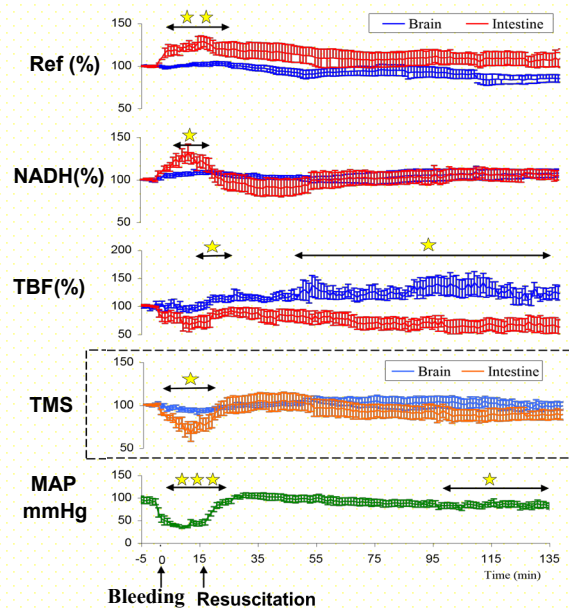 Brain Intestine
Ref (%)
150
100
50
NADH(%)
150
100
50
TBF(%)
200
150
100
50
Brain Intestine
TMS
150
100
50
MAP
mmHg
150
100
50
0
-5 0 15 35 55 75 95 115 135
Time (min)
Bleeding Resuscitation